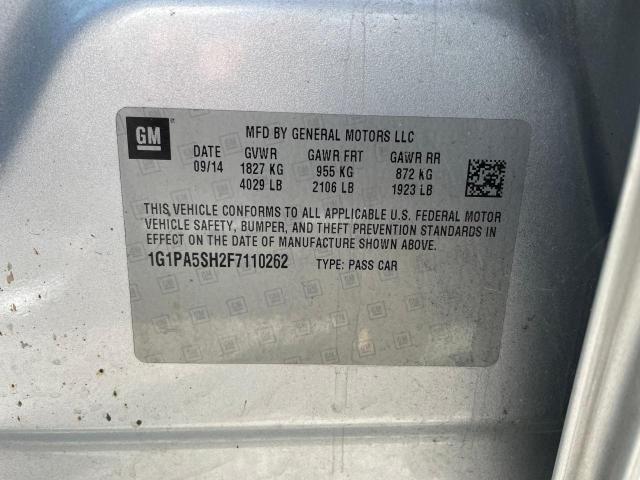 GM
MFD BY GENERAL MOTORS LLC
DATE GVWR GAWR FRT GAWR RR
09/14 1827 KG 955 KG 872 KG
4029 LB 2106 LB 1923 LB
THIS VEHICLE CONFORMS TO ALL APPLICABLE U.S. FEDERAL MOTOR
VEHICLE SAFETY, BUMPER, AND THEFT PREVENTION STANDARDS IN
EFFECT ON THE DATE OF MANUFACTURE SHOWN ABOVE.
1G1PA5SH2F7110262 TYPE: PASS CAR